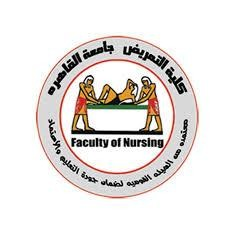 كلية التمريض جامعة القاهره
Faculty of Nursing
معتمده من الهيئه القوميه لضمان جودة التعليم والاعتماد